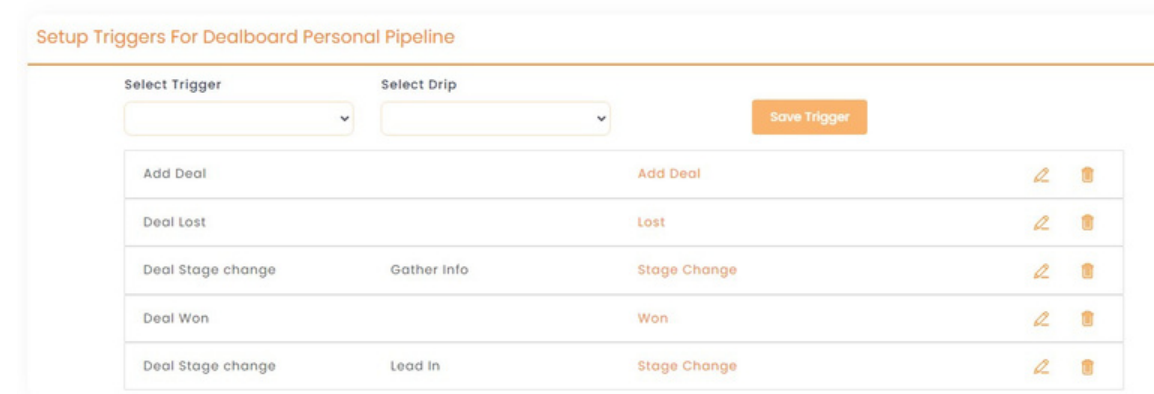 Setup Triggers For Dealboard Personal Pipeline
Select Trigger Select Drip
Save Trigger
Add Deal Add Deal
Deal Lost Lost
Deal Stage change Gather Info Stage Change
Deal Won Won
Deal Stage change Lead In Stage Change